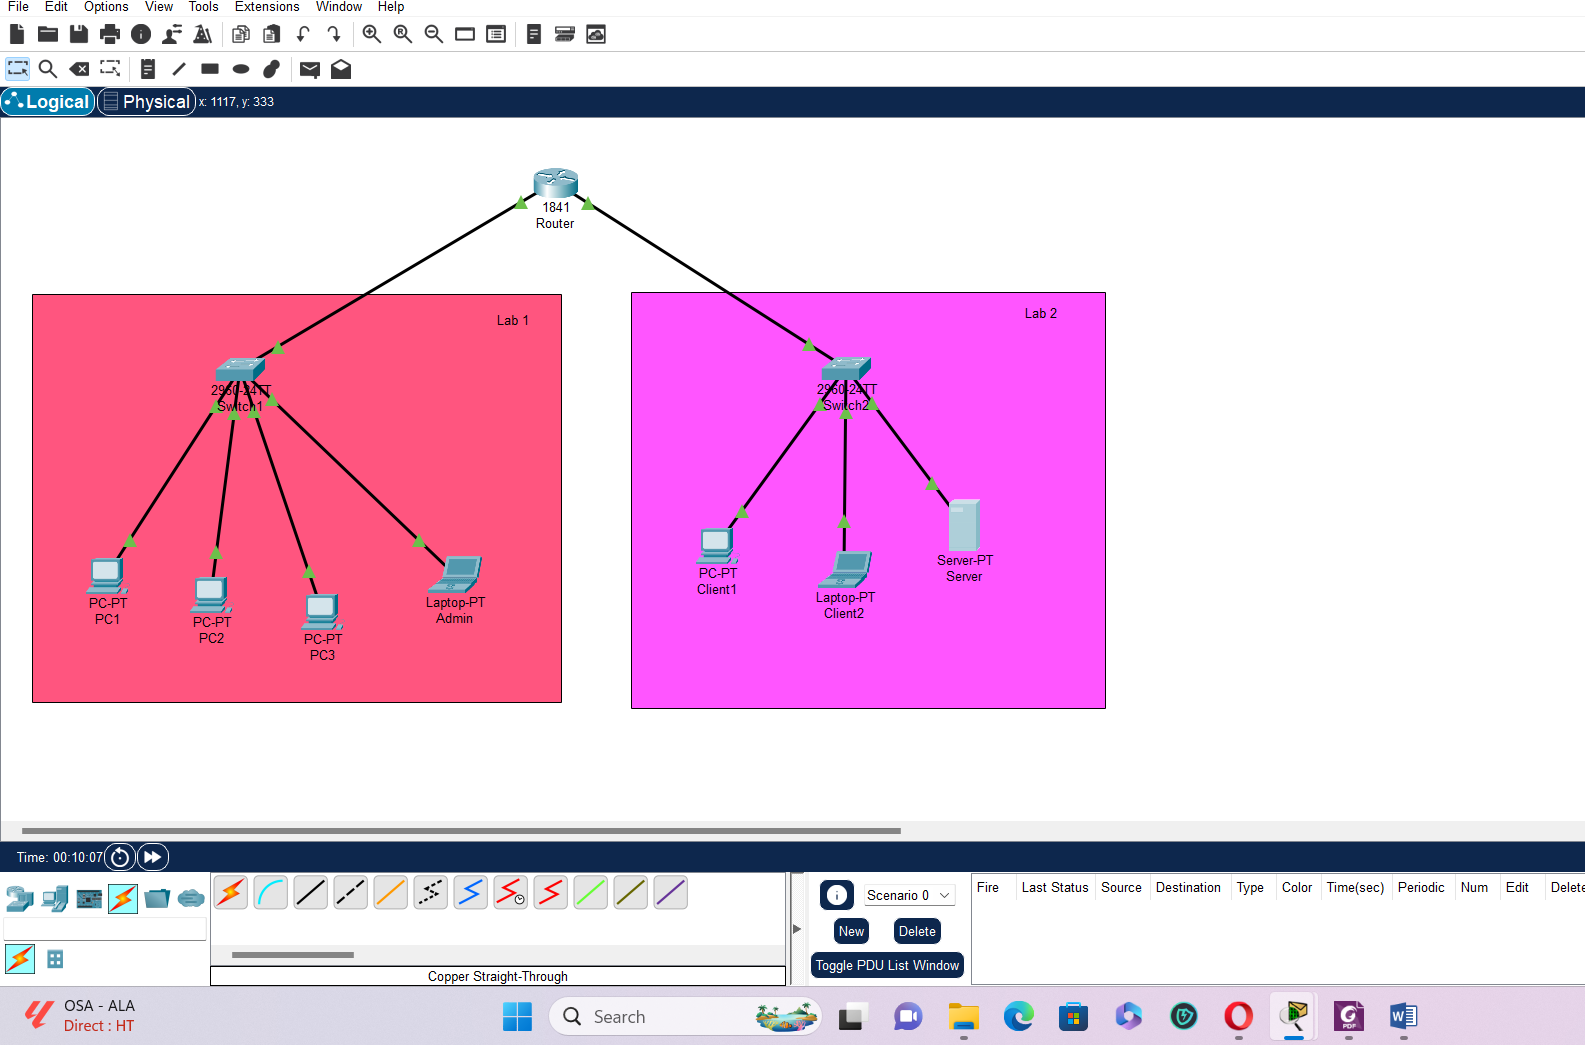 File Edit Options View Tools Extensions Window Help
Logical Physical x: 1117, y: 333
1841
Router
Lab 1
Lab 2
2960-24TT
Switch1
2960-24TT
Switch2
PC-PT
PC1
PC-PT
PC2
PC-PT
PC3
Laptop-PT
Admin
PC-PT
Client1
Laptop-PT
Client2
Server-PT
Server
Time: 00:10:07
Scenario 0
New Delete
Toggle PDU List Window
Fire Last Status Source Destination Type Color Time(sec) Periodic Num Edit Delete
Copper Straight-Through
OSA - ALA
Direct : HT
Search